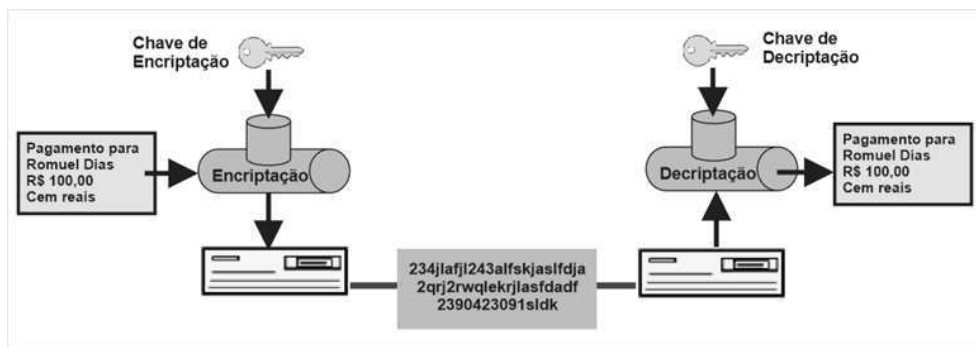 Chave de
Encriptação
Chave de
Decriptação
Pagamento para
Romuel Dias
R$ 100,00
Cem reais
Encriptação
Decriptação
Pagamento para
Romuel Dias
R$ 100,00
Cem reais
234jlafjl243alfskjaslfdja
2qrj2rwqlekrjlasfdadf
2390423091sldk